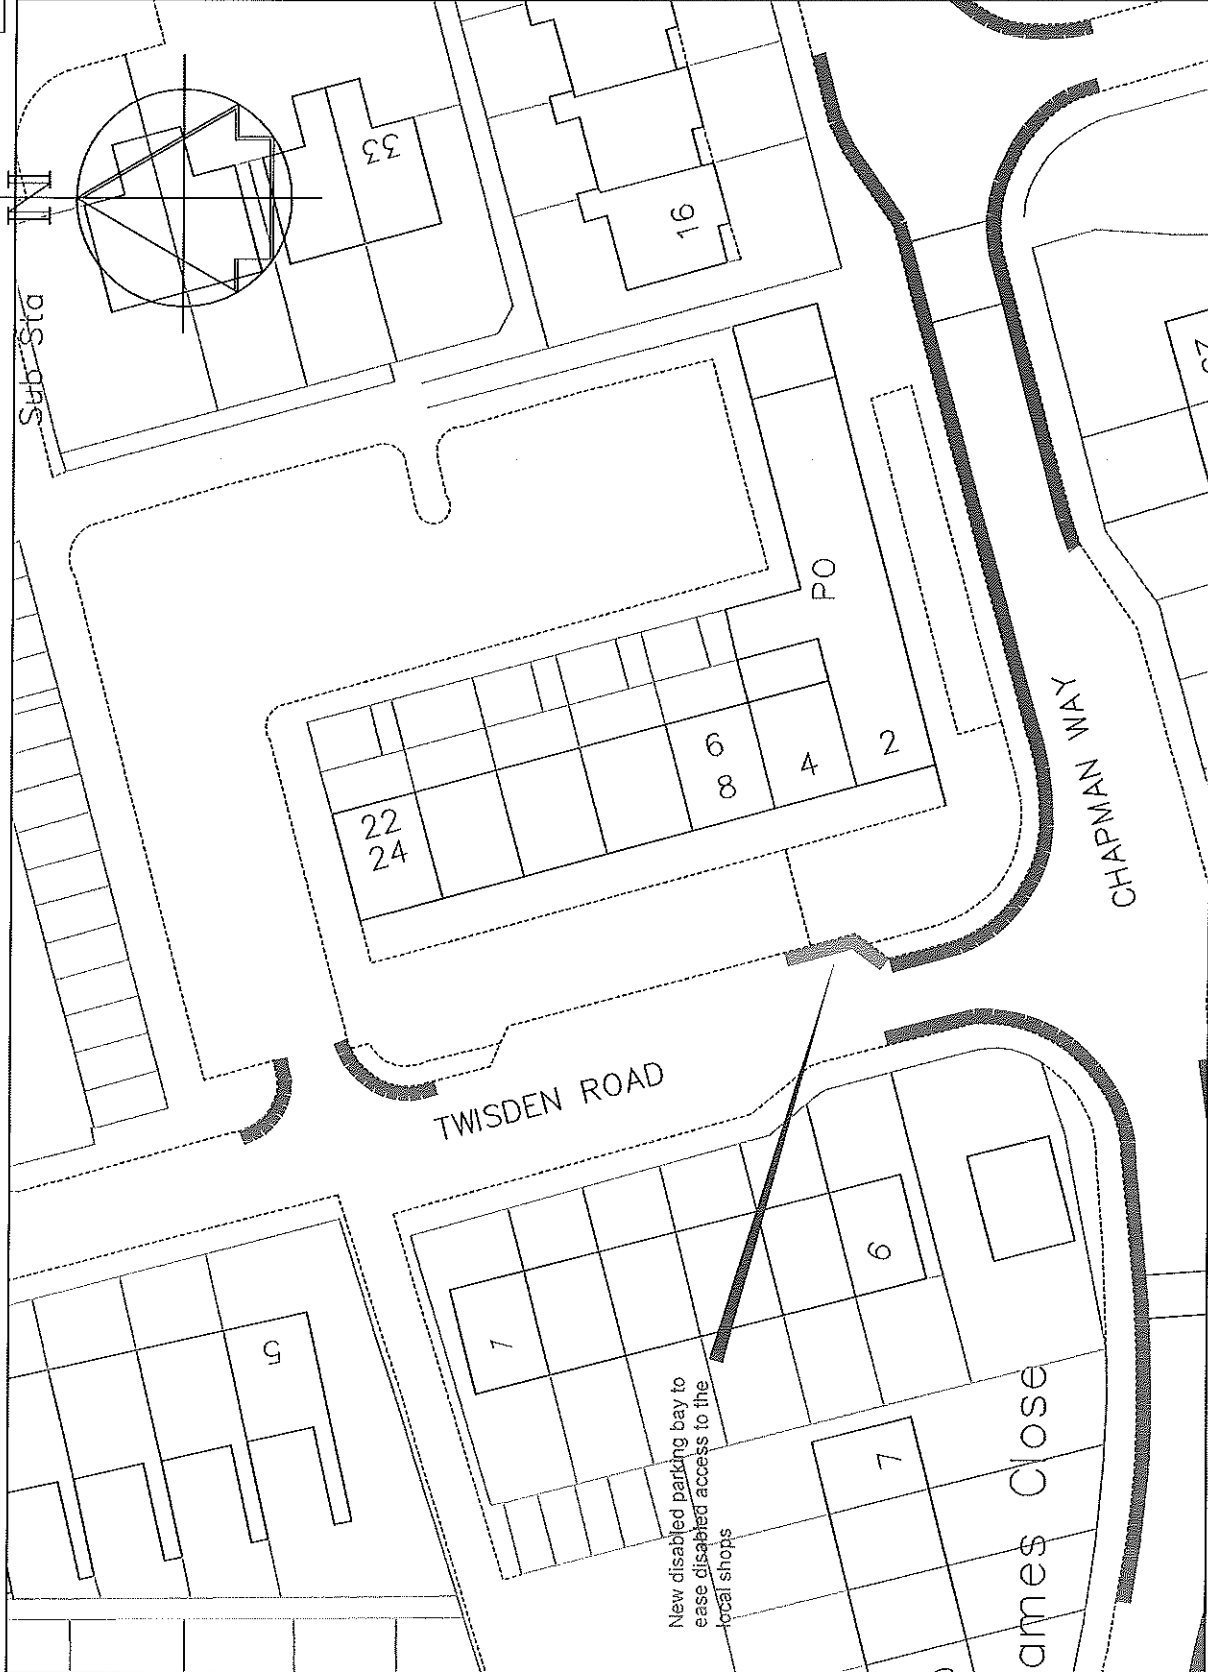 N
Sub Sta
33
16
PO
6
8
4
2
22
24
CHAPMAN WAY
TWISDEN ROAD
5
1
6
7
New disabled parking bay to
ease disabled access to the
local shops
ames Close